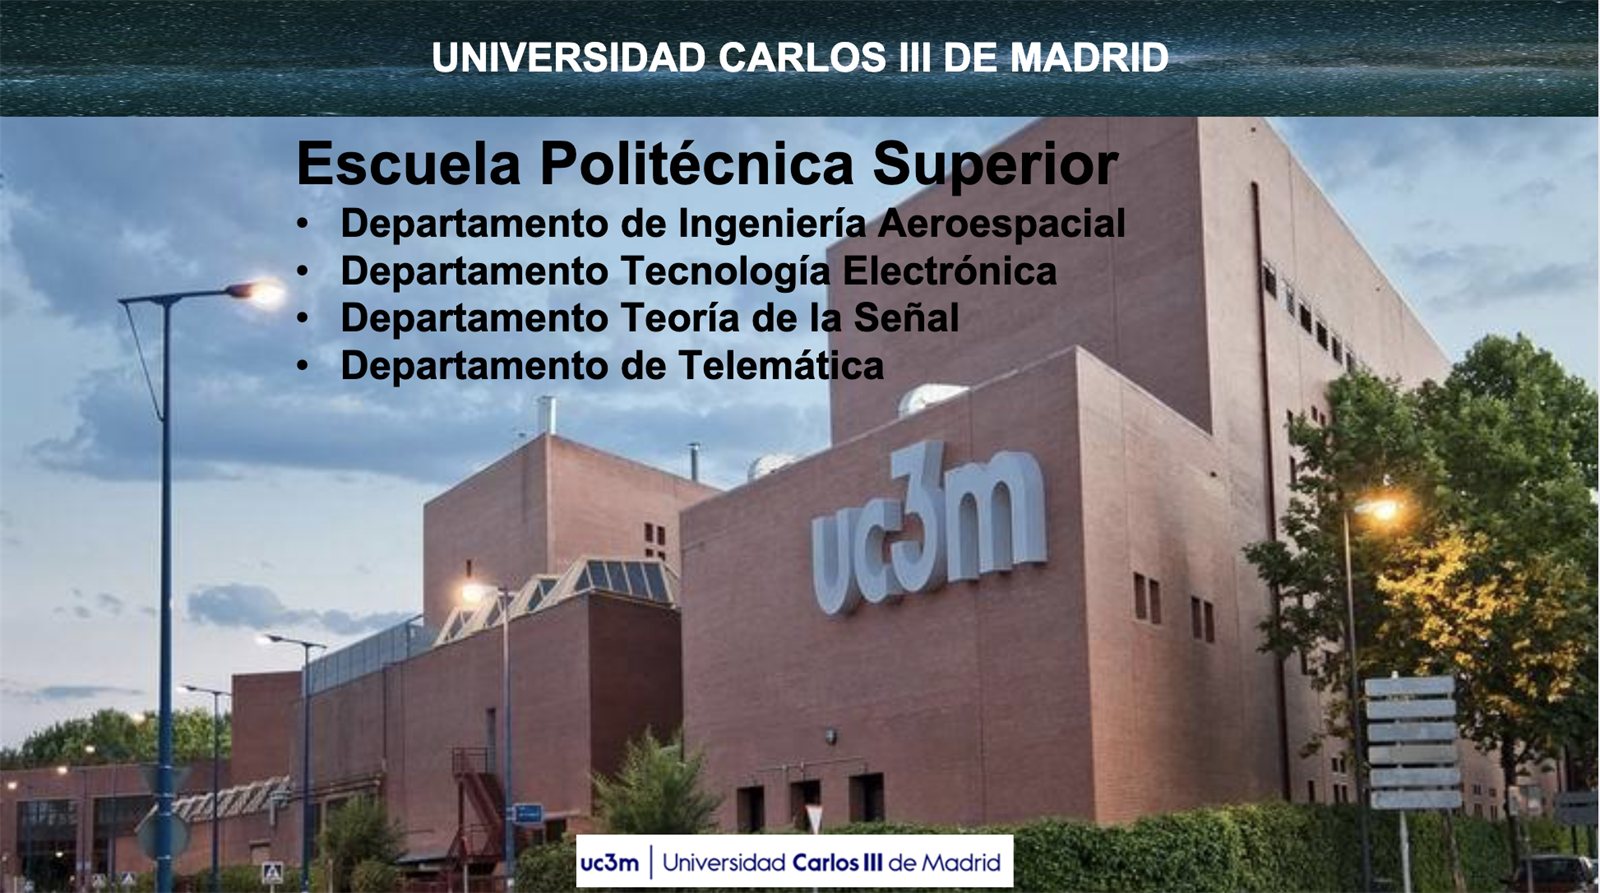 UNIVERSIDAD CARLOS III DE MADRID
Escuela Politécnica Superior
• Departamento de Ingeniería Aeroespacial
• Departamento Tecnología Electrónica
• Departamento Teoría de la Señal
• Departamento de Telemática
uc3m
uc3m | Universidad Carlos III de Madrid